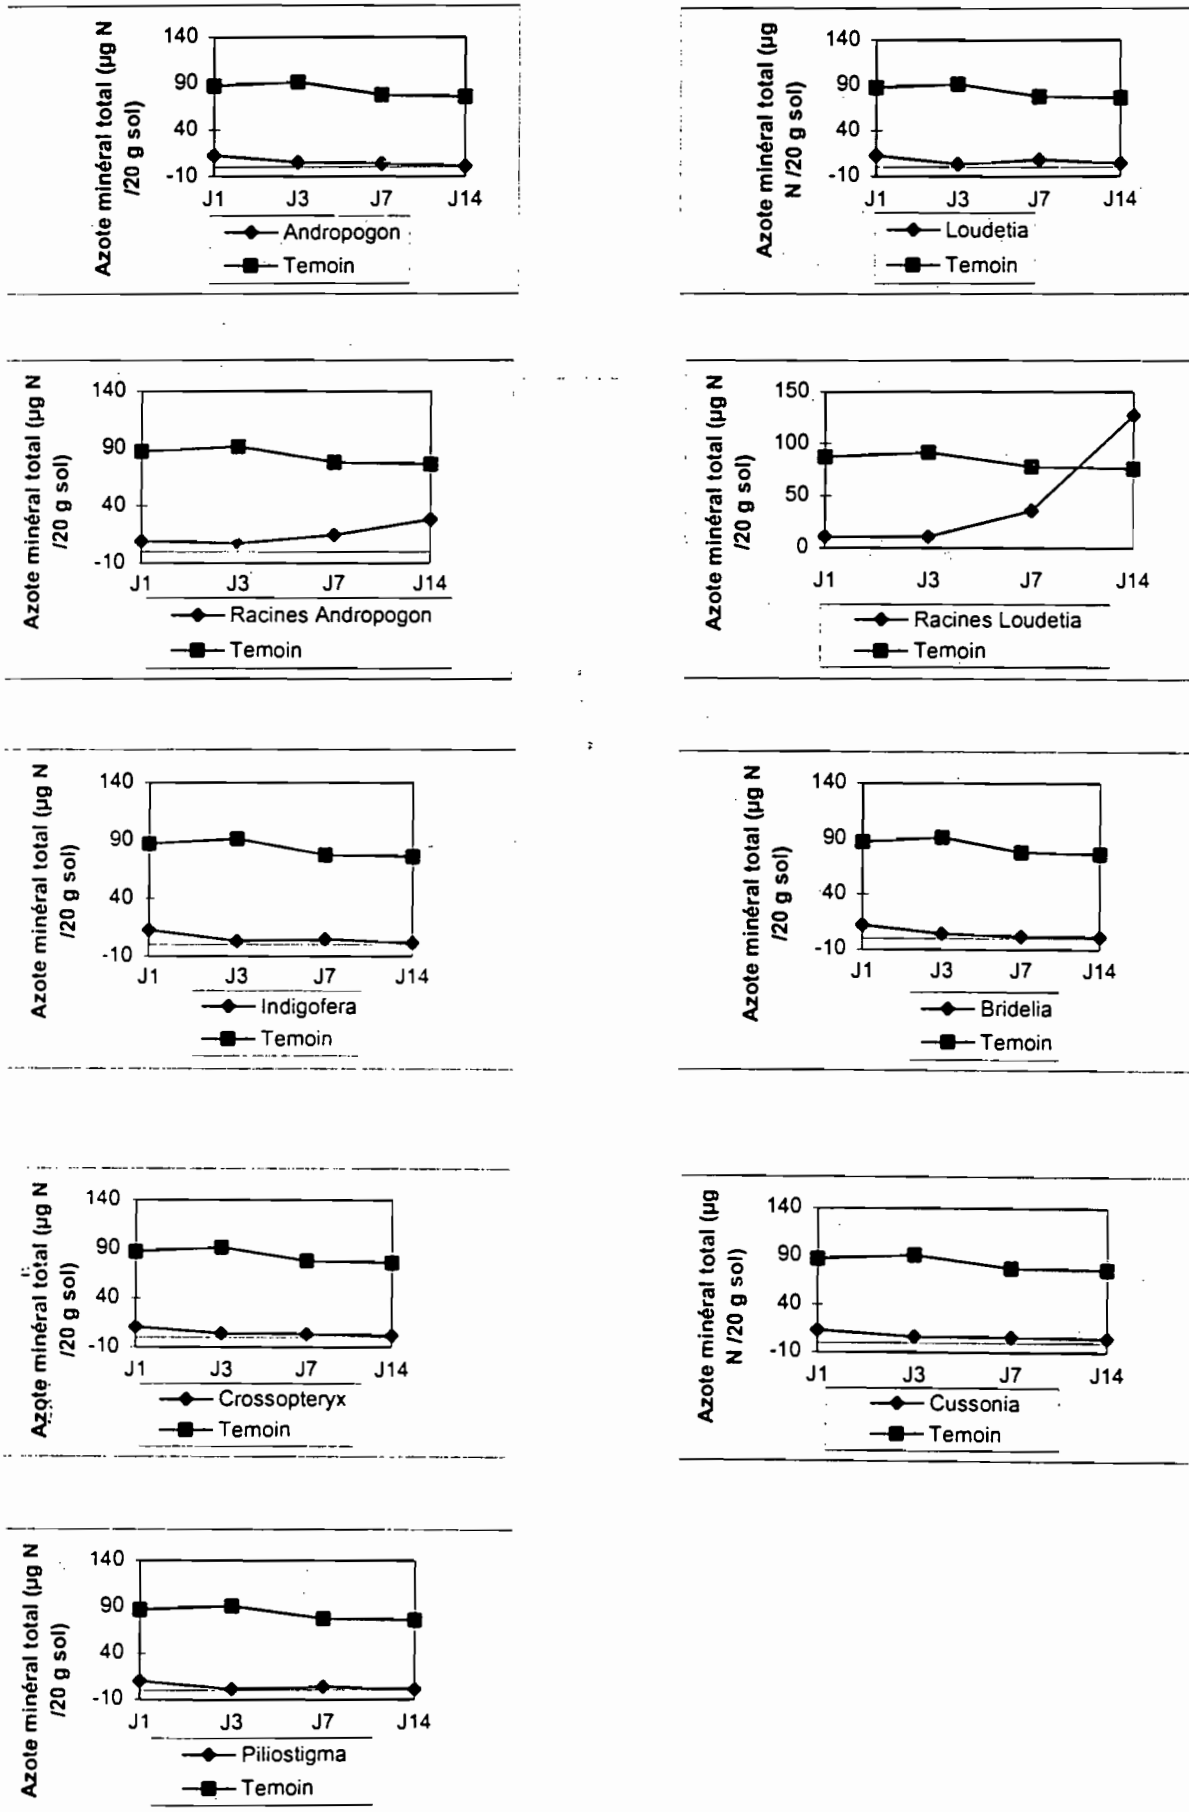 Azote minéral total (µg N
/20 g sol)
140
90
40
-10
J1 J3 J7 J14
Andropogon
Temoin
Azote minéral total (µg
N /20 g sol)
140
90
40
-10
J1 J3 J7 J14
Loudetia
Temoin
Azote minéral total (µg N
/20 g sol)
140
90
40
-10
J1 J3 J7 J14
Racines Andropogon
Temoin
Azote minéral total (µg N
/20 g sol)
150
100
50
0
J1 J3 J7 J14
Racines Loudetia
Temoin
Azote minéral total (µg N
/20 g sol)
140
90
40
-10
J1 J3 J7 J14
Indigofera
Temoin
Azote minéral total (µg N
/20 g sol)
140
90
40
-10
J1 J3 J7 J14
Bridelia
Temoin
Azote minéral total (µg N
/20 g sol)
140
90
40
-10
J1 J3 J7 J14
Crossopteryx
Temoin
Azote minéral total (µg
N /20 g sol)
140
90
40
-10
J1 J3 J7 J14
Cussonia
Temoin
Azote minéral total (µg N
/20 g sol)
140
90
40
-10
J1 J3 J7 J14
Piliostigma
Temoin